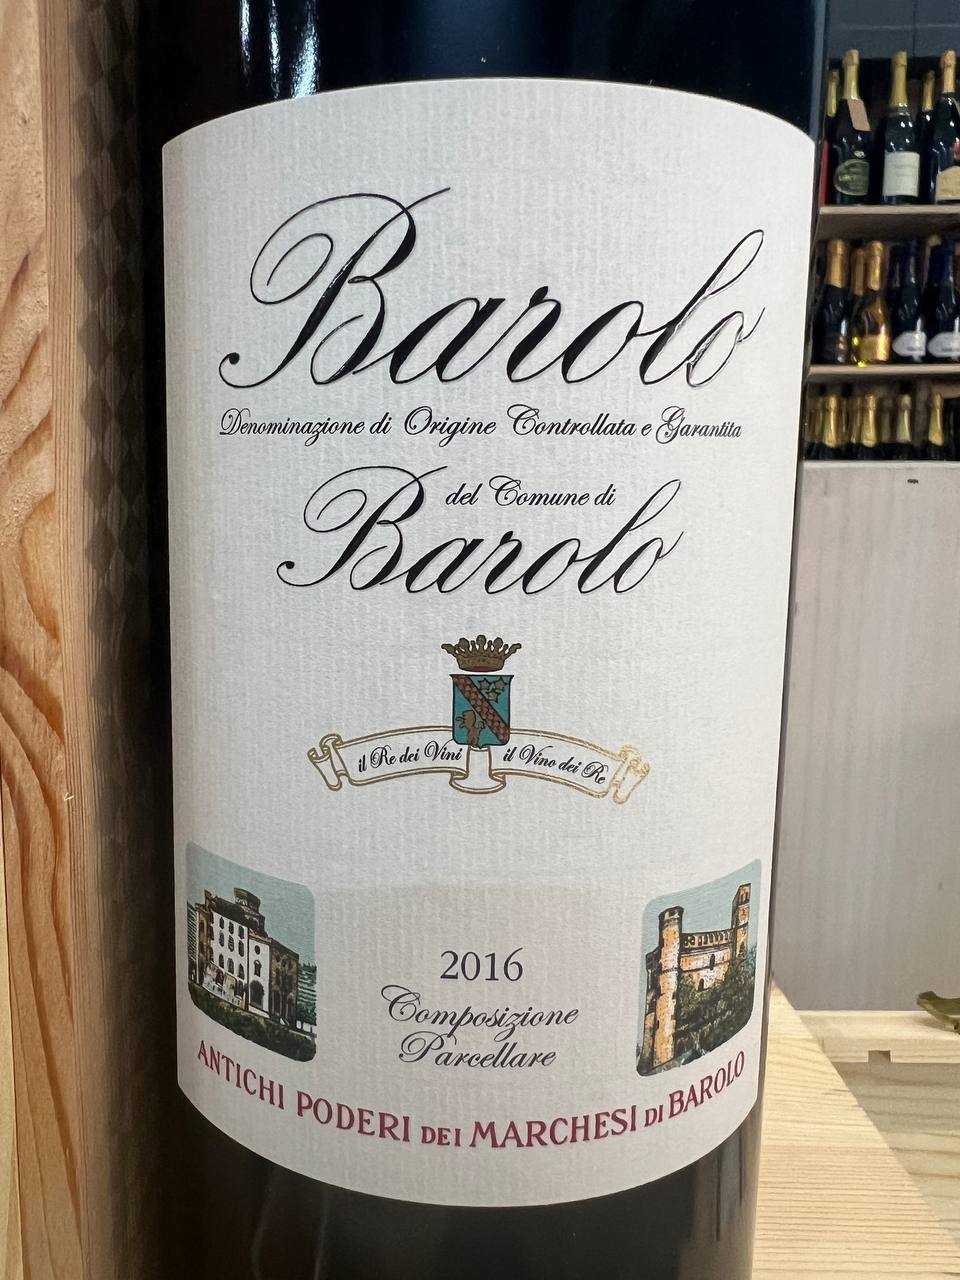 Barolo
Denominazione di Origine Controllata e Garantita
del Comune di
Barolo
il Re dei Vini il Vino dei Re
2016
Composizione
Parcellare
ANTICHI PODERI DEI MARCHESI DI BAROLO